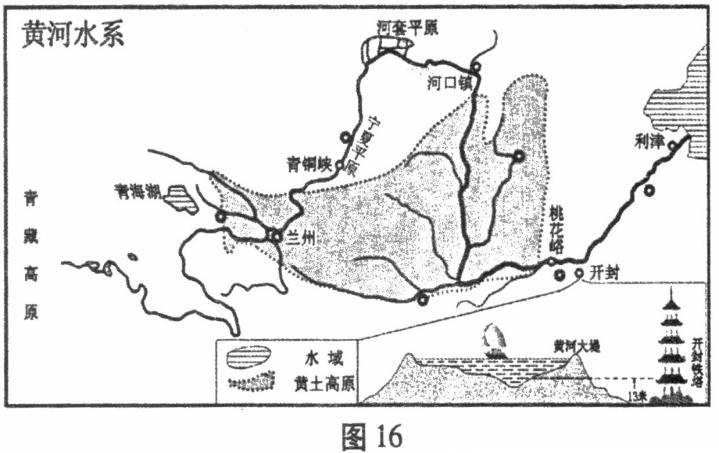 黄河水系
河套平原
河口镇
宁夏平原
青铜峡
利津
青海湖
兰州
桃花峪
开封
青藏高原
水域
黄土高原
黄河大堤
开封铁塔
13米
图16